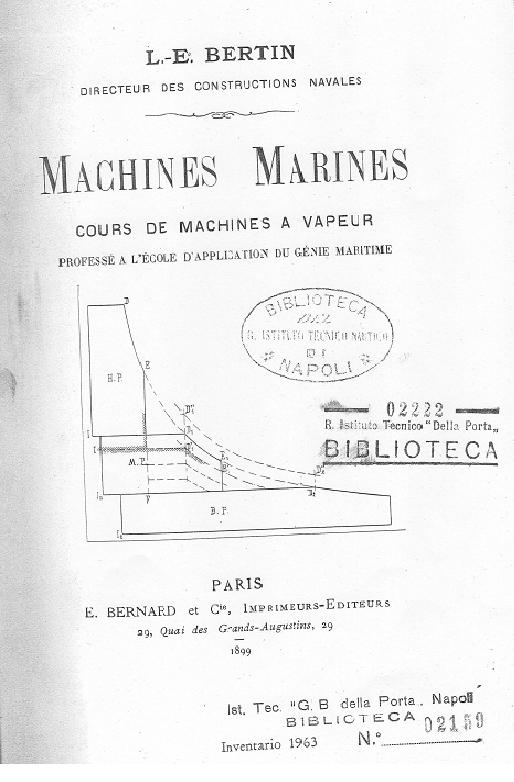 L.-E. BERTIN
DIRECTEUR DES CONSTRUCTIONS NAVALES
MACHINES MARINES
COURS DE MACHINES A VAPEUR
PROFESSÉ A L'ÉCOLE D'APPLICATION DU GÉNIE MARITIME
BIBLIOTECA
R. ISTITUTO TECNICO NAUTICO
DI
NAPOLI
H.P.
M.P.
B.P.
D
E
02222
R. Istituto Tecnico "Della Porta"
BIBLIOTECA
PARIS
E. BERNARD et Cie, IMPRIMEURS-EDITEURS
29, Quai des Grands-Augustins, 29
1899
Ist. Tec. "G. B della Porta" Napoli
BIBLIOTECA
Inventario 1963 N.º 02159